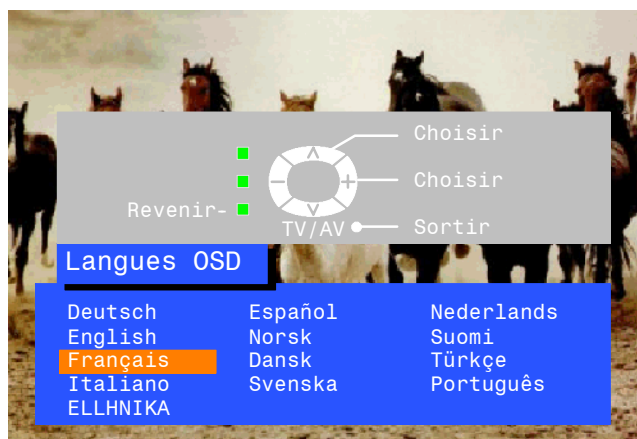 Choisir
Choisir
Revenir-
TV/AV Sortir
Langues OSD
Deutsch Español Nederlands
English Norsk Suomi
Français Dansk Türkçe
Italiano Svenska Português
ELLHNIKA